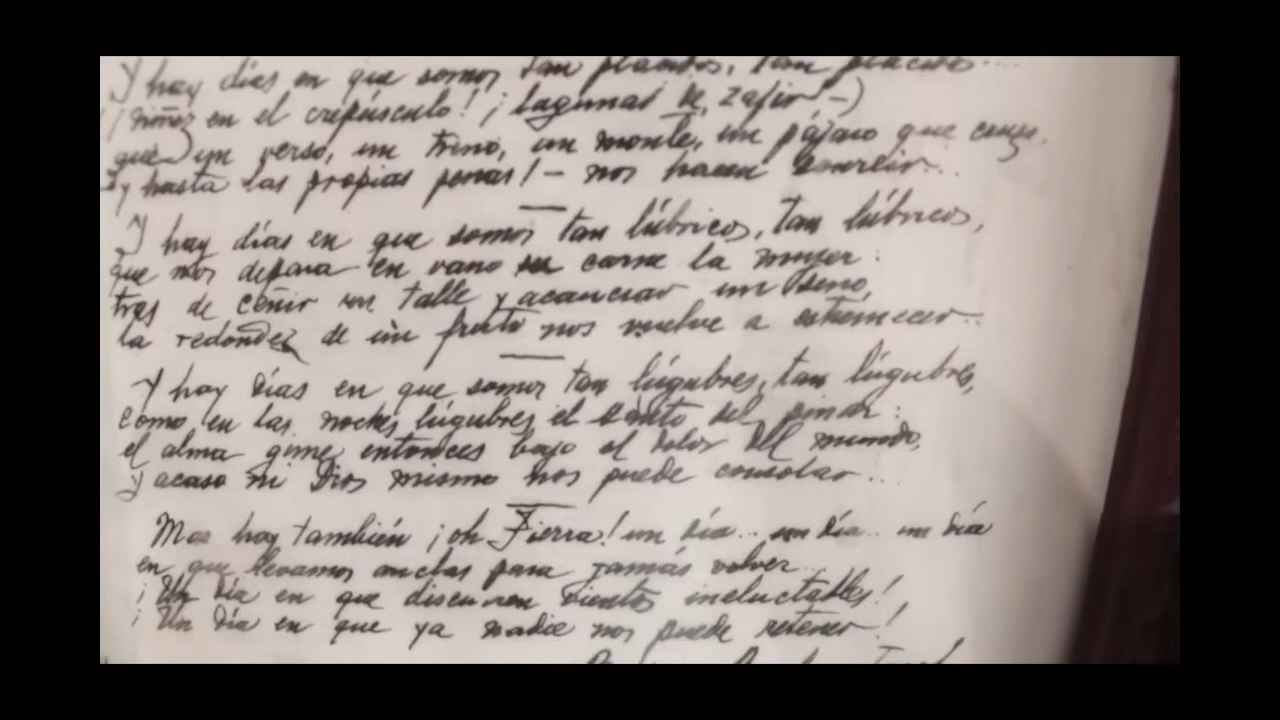 Y hay días en que somos tan plácidos, tan plácidos...
¡niñez en el crepúsculo! ¡lagunas de zafir-)
que un verso, un trino, un monte, un pájaro que cruza,
¡y hasta las propias penas! - nos hacen sonreir...
Y hay días en que somos tan lúbricos, tan lúbricos,
que nos depara en vano su carne la mujer:
tras de ceñir un talle y acariciar un seno,
la redondez de un fruto nos vuelve a estremecer...
Y hay días en que somos tan lúgubres, tan lúgubres,
como en las noches lúgubres el llanto del pinar:
el alma gime entonces bajo el dolor del mundo,
y acaso ni Dios mismo nos puede consolar...
Mas hay también ¡oh Tierra! un día... un día... un día
en que levamos anclas para jamás volver...
¡Un día en que discurren vientos ineluctables!
¡Un día en que ya nadie nos puede retener!